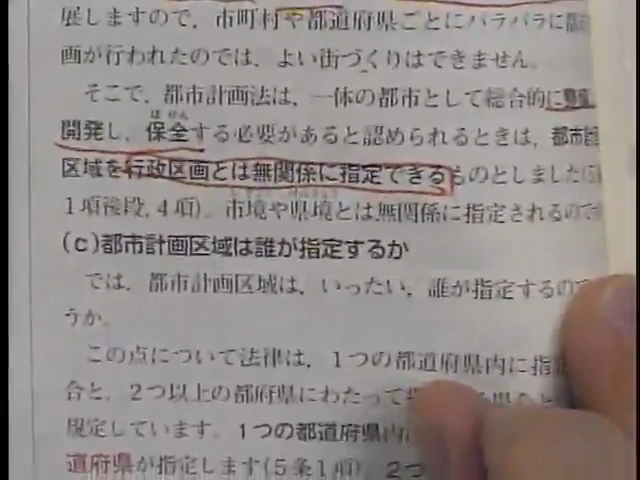 展しますので、市町村や都道府県ごとにバラバラに都
画が行われたのでは、よい街づくりはできません。
そこで、都市計画法は、一体の都市として総合的に整備、
開発し、保全する必要があると認められるときは、都市計
区域を行政区画とは無関係に指定できるものとしました(5
1項後段、4項)。市境や県境とは無関係に指定されるので
(c)都市計画区域は誰が指定するか
では、都市計画区域は、いったい、誰が指定するので
うか。
この点について法律は、1つの都道府県内に指
合と、2つ以上の都府県にわたって
規定しています。1つの都道府県内
道府県が指定します(5条1項)。2つ